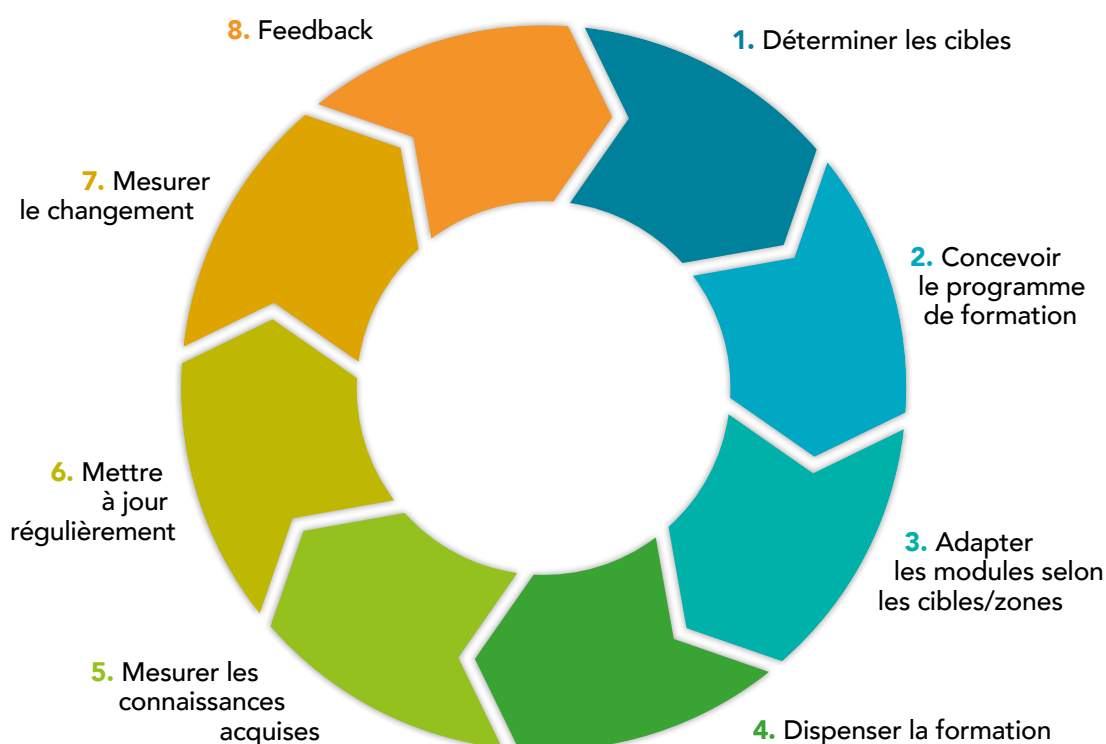 1. Déterminer les cibles
2. Concevoir
le programme
de formation
3. Adapter
les modules selon
les cibles/zones
4. Dispenser la formation
5. Mesurer les
connaissances
acquises
6. Mettre
à jour
régulièrement
7. Mesurer
le changement
8. Feedback